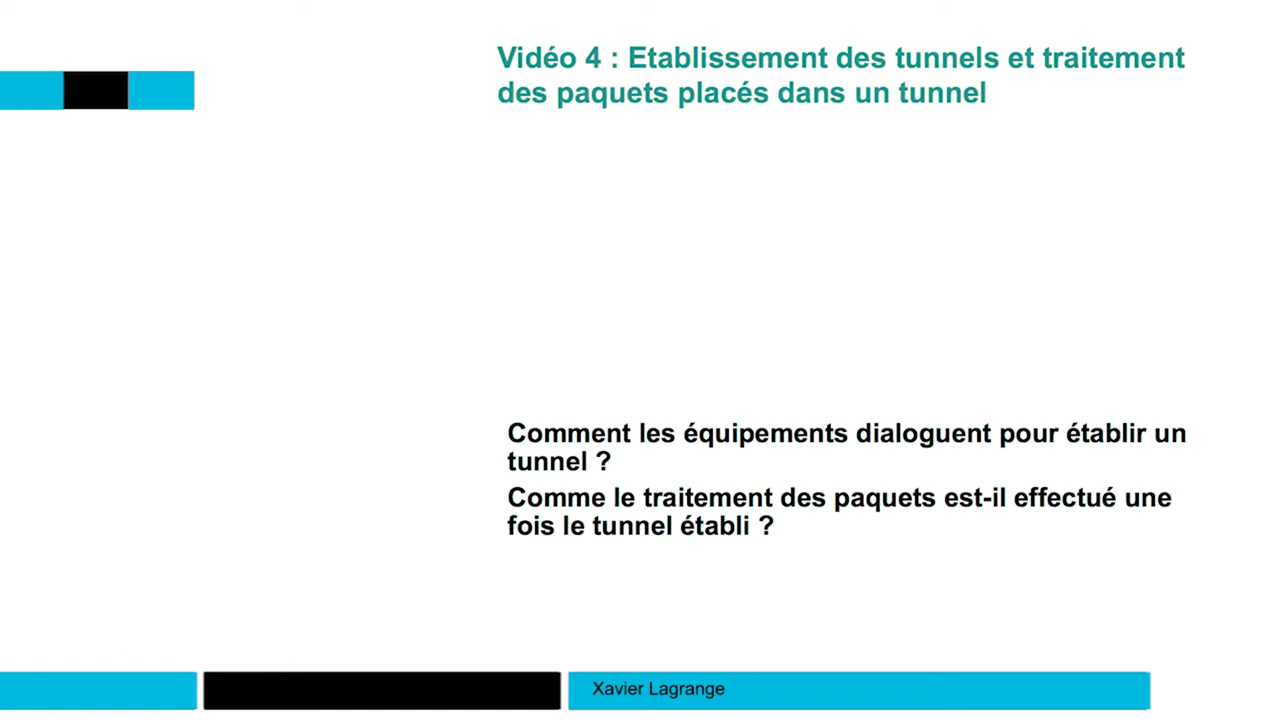 Vidéo 4 : Etablissement des tunnels et traitement
des paquets placés dans un tunnel
Comment les équipements dialoguent pour établir un
tunnel ?
Comme le traitement des paquets est-il effectué une
fois le tunnel établi ?
Xavier Lagrange